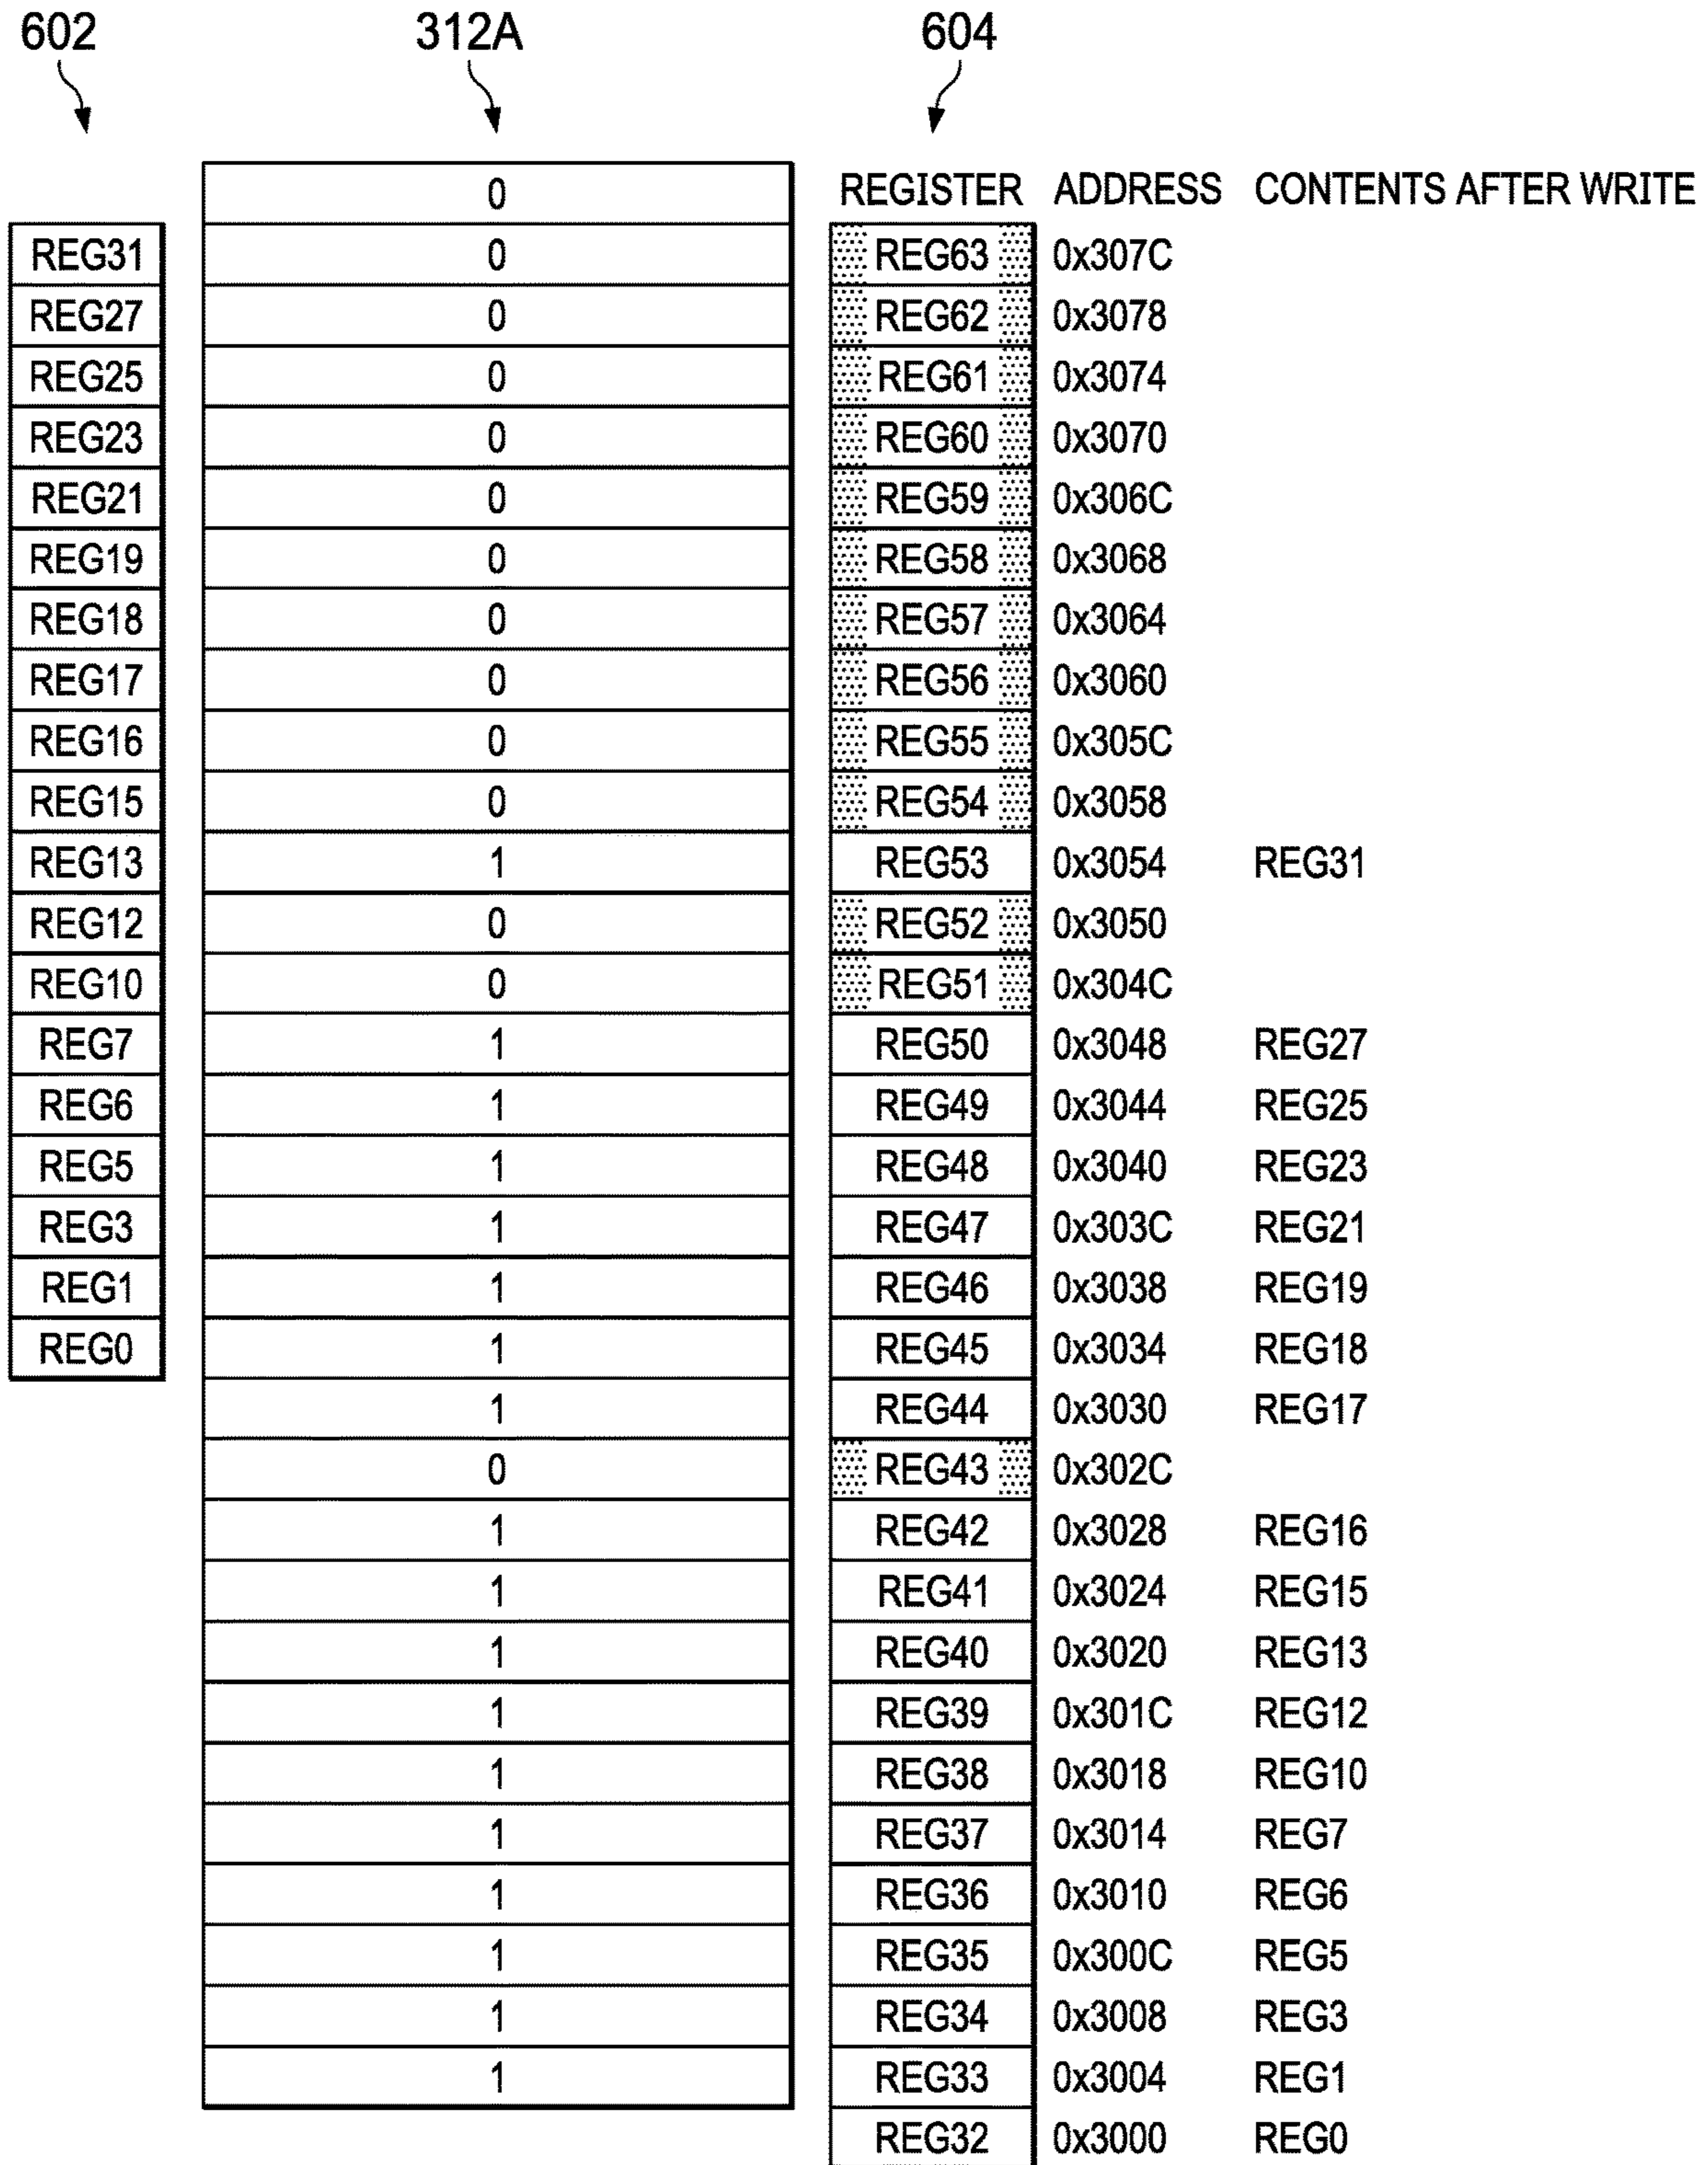 602 312A 604
0 REGISTER ADDRESS CONTENTS AFTER WRITE
REG31 0 REG63 0x307C
REG27 0 REG62 0x3078
REG25 0 REG61 0x3074
REG23 0 REG60 0x3070
REG21 0 REG59 0x306C
REG19 0 REG58 0x3068
REG18 0 REG57 0x3064
REG17 0 REG56 0x3060
REG16 0 REG55 0x305C
REG15 0 REG54 0x3058
REG13 1 REG53 0x3054 REG31
REG12 0 REG52 0x3050
REG10 0 REG51 0x304C
REG7 1 REG50 0x3048 REG27
REG6 1 REG49 0x3044 REG25
REG5 1 REG48 0x3040 REG23
REG3 1 REG47 0x303C REG21
REG1 1 REG46 0x3038 REG19
REG0 1 REG45 0x3034 REG18
1 REG44 0x3030 REG17
0 REG43 0x302C
1 REG42 0x3028 REG16
1 REG41 0x3024 REG15
1 REG40 0x3020 REG13
1 REG39 0x301C REG12
1 REG38 0x3018 REG10
1 REG37 0x3014 REG7
1 REG36 0x3010 REG6
1 REG35 0x300C REG5
1 REG34 0x3008 REG3
1 REG33 0x3004 REG1
REG32 0x3000 REG0